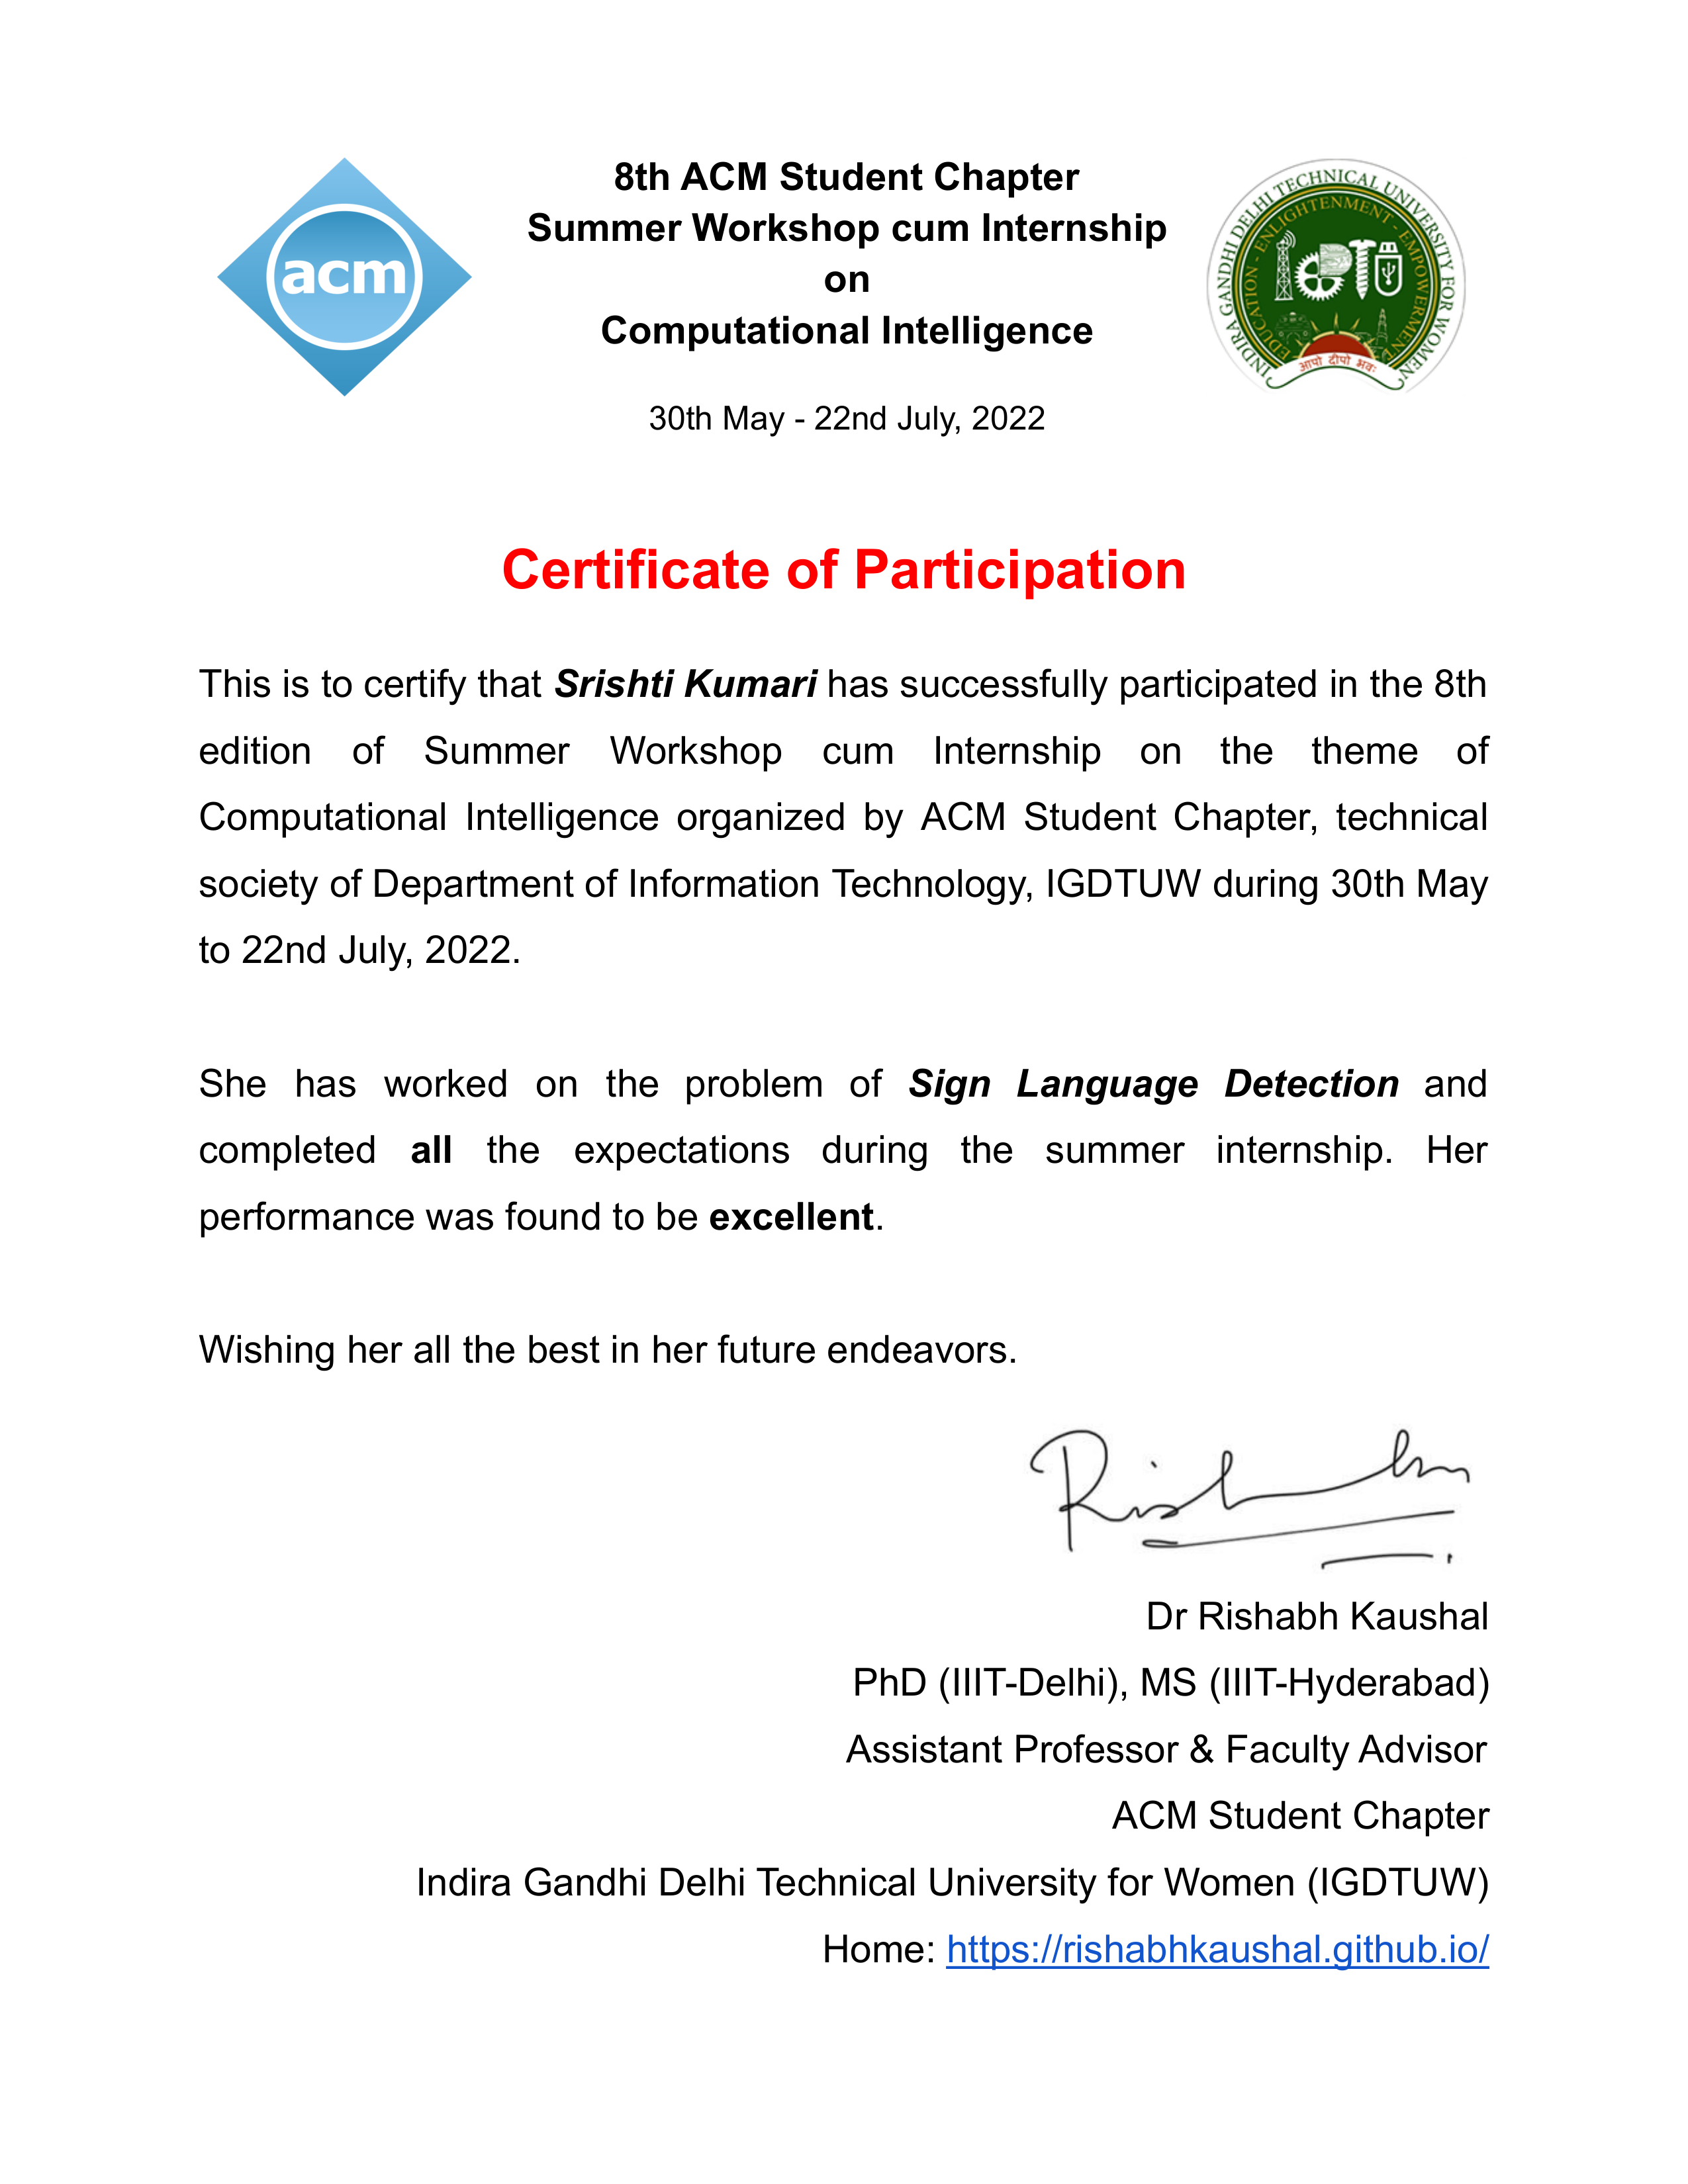 acm
8th ACM Student Chapter
Summer Workshop cum Internship
on
Computational Intelligence
30th May - 22nd July, 2022
INDIRA GANDHI DELHI TECHNICAL UNIVERSITY FOR WOMEN
EDUCATION - ENLIGHTENMENT - EMPOWERMENT
आपो दीपो भवः
Certificate of Participation
This is to certify that Srishti Kumari has successfully participated in the 8th
edition of Summer Workshop cum Internship on the theme of
Computational Intelligence organized by ACM Student Chapter, technical
society of Department of Information Technology, IGDTUW during 30th May
to 22nd July, 2022.
She has worked on the problem of Sign Language Detection and
completed all the expectations during the summer internship. Her
performance was found to be excellent.
Wishing her all the best in her future endeavors.
Dr Rishabh Kaushal
PhD (IIIT-Delhi), MS (IIIT-Hyderabad)
Assistant Professor & Faculty Advisor
ACM Student Chapter
Indira Gandhi Delhi Technical University for Women (IGDTUW)
Home: https://rishabhkaushal.github.io/